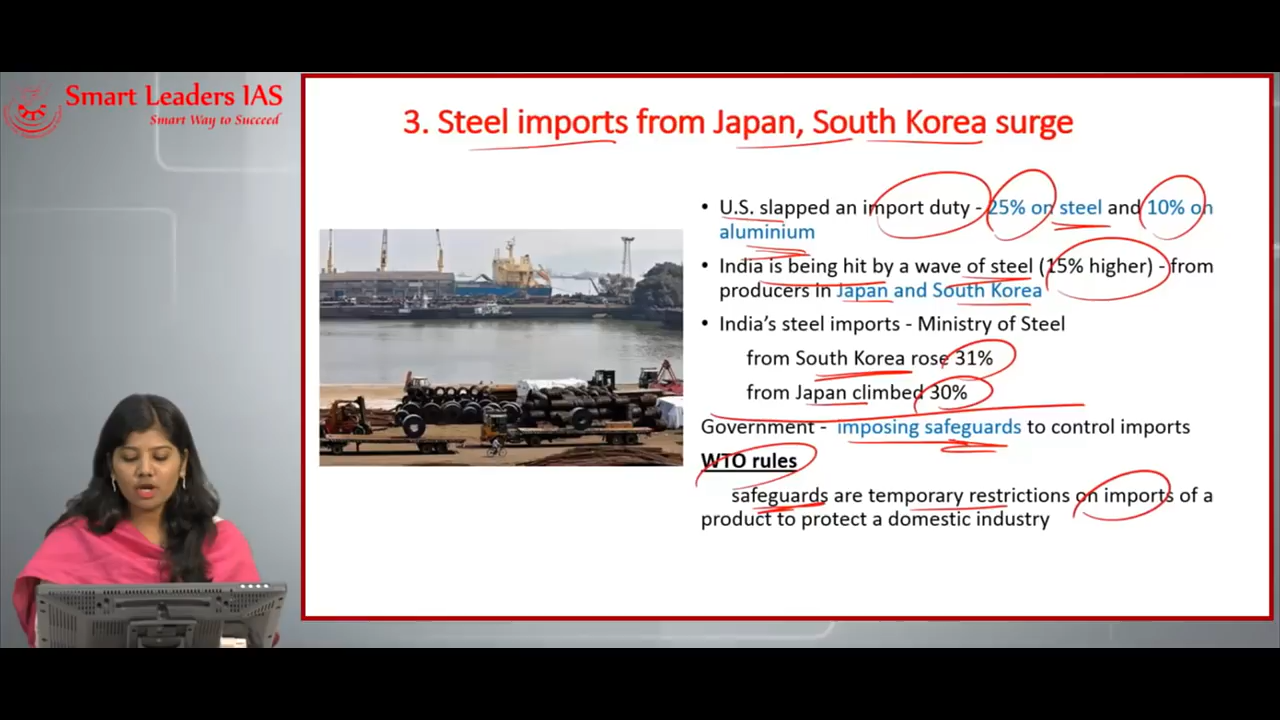 Smart Leaders IAS
Smart Way to Succeed
3. Steel imports from Japan, South Korea surge
• U.S. slapped an import duty - 25% on steel and 10% on
aluminium
• India is being hit by a wave of steel (15% higher) - from
producers in Japan and South Korea
• India's steel imports - Ministry of Steel
from South Korea rose 31%
from Japan climbed 30%
Government - imposing safeguards to control imports
WTO rules
safeguards are temporary restrictions on imports of a
product to protect a domestic industry